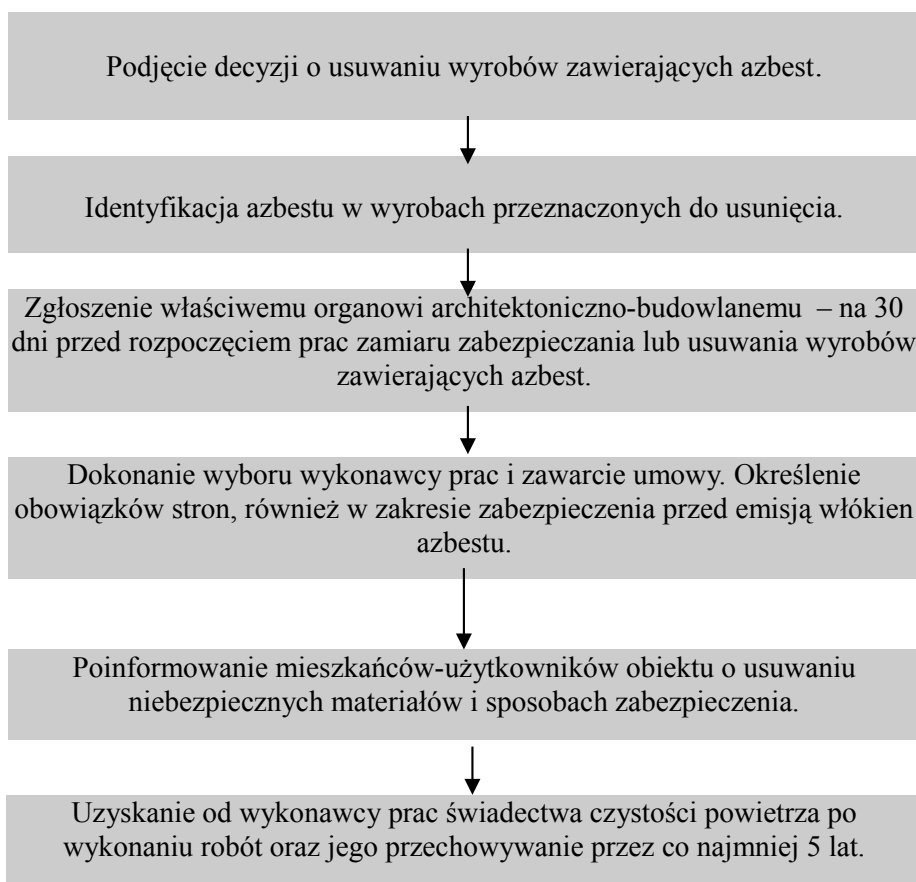 Podjęcie decyzji o usuwaniu wyrobów zawierających azbest.
Identyfikacja azbestu w wyrobach przeznaczonych do usunięcia.
Zgłoszenie właściwemu organowi architektoniczno-budowlanemu – na 30
dni przed rozpoczęciem prac zamiaru zabezpieczania lub usuwania wyrobów
zawierających azbest.
Dokonanie wyboru wykonawcy prac i zawarcie umowy. Określenie
obowiązków stron, również w zakresie zabezpieczenia przed emisją włókien
azbestu.
Poinformowanie mieszkańców-użytkowników obiektu o usuwaniu
niebezpiecznych materiałów i sposobach zabezpieczenia.
Uzyskanie od wykonawcy prac świadectwa czystości powietrza po
wykonaniu robót oraz jego przechowywanie przez co najmniej 5 lat.